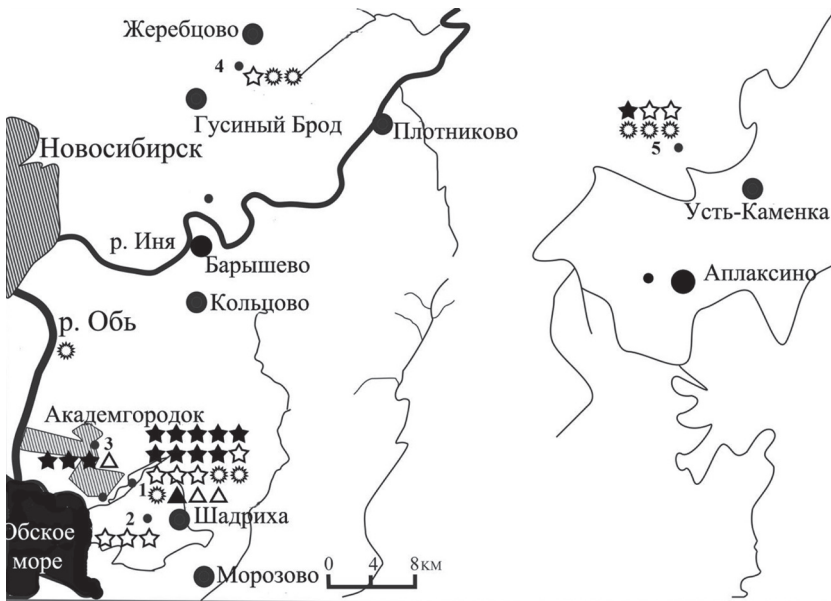 Жеребцово
4
Гусиный Брод
Плотниково
Новосибирск
5
Усть-Каменка
р. Иня
Барышево
Аплаксино
Кольцово
р. Обь
Академгородок
3
1
2
Шадриха
Обское
море
Морозово
0 4 8км